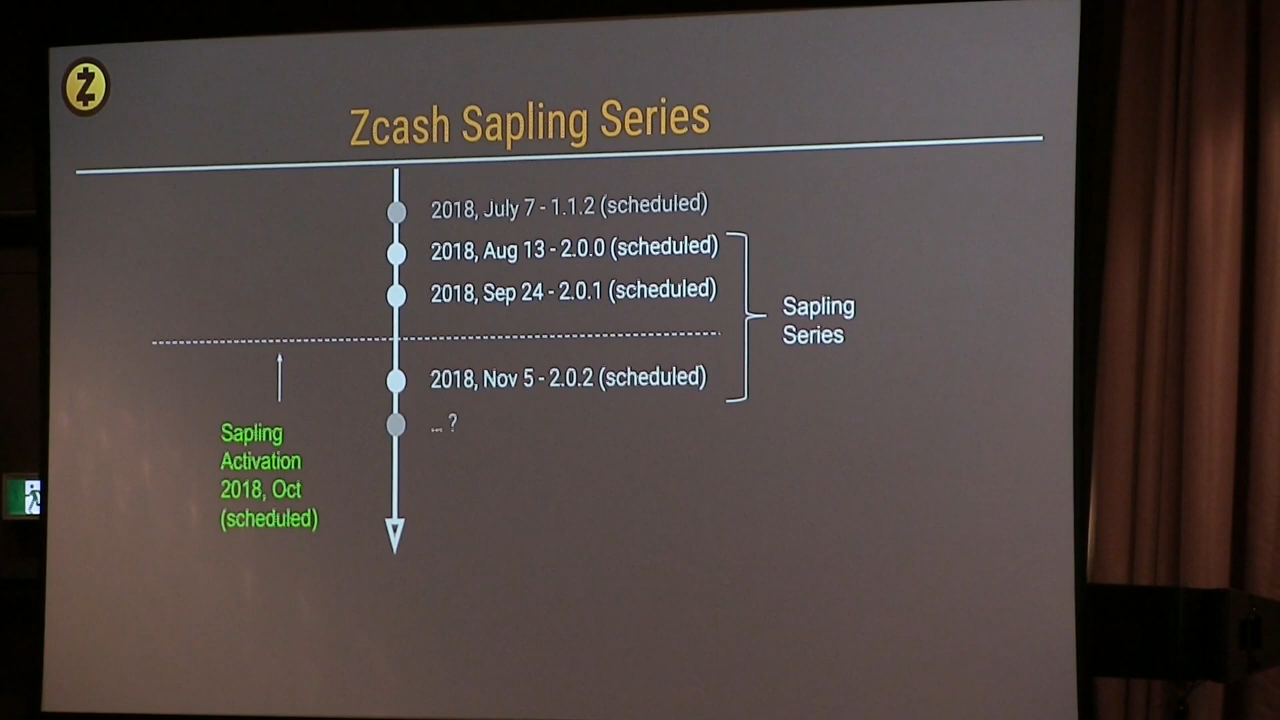 Zcash Sapling Series
2018, July 7 - 1.1.2 (scheduled)
2018, Aug 13 - 2.0.0 (scheduled)
2018, Sep 24 - 2.0.1 (scheduled)
Sapling
Series
2018, Nov 5 - 2.0.2 (scheduled)
... ?
Sapling
Activation
2018, Oct
(scheduled)